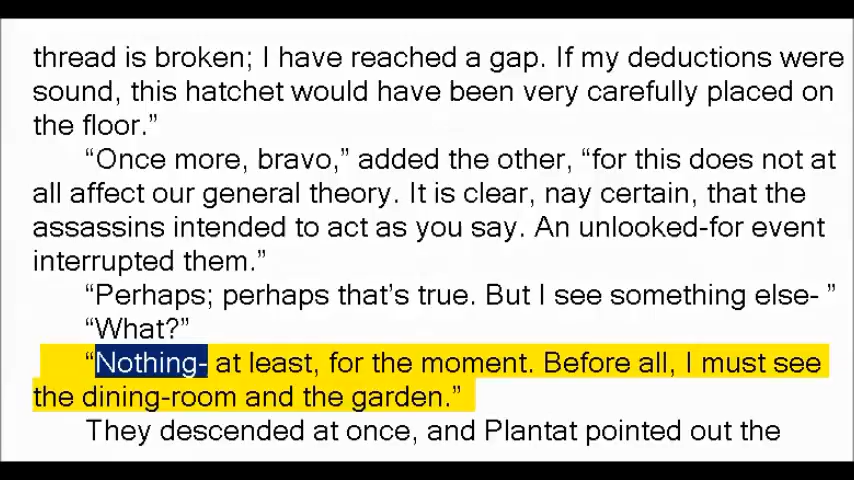 thread is broken; I have reached a gap. If my deductions were
sound, this hatchet would have been very carefully placed on
the floor.”
“Once more, bravo,” added the other, “for this does not at
all affect our general theory. It is clear, nay certain, that the
assassins intended to act as you say. An unlooked-for event
interrupted them.”
“Perhaps; perhaps that’s true. But I see something else- ”
“What?”
“Nothing- at least, for the moment. Before all, I must see
the dining-room and the garden.”
They descended at once, and Plantat pointed out the